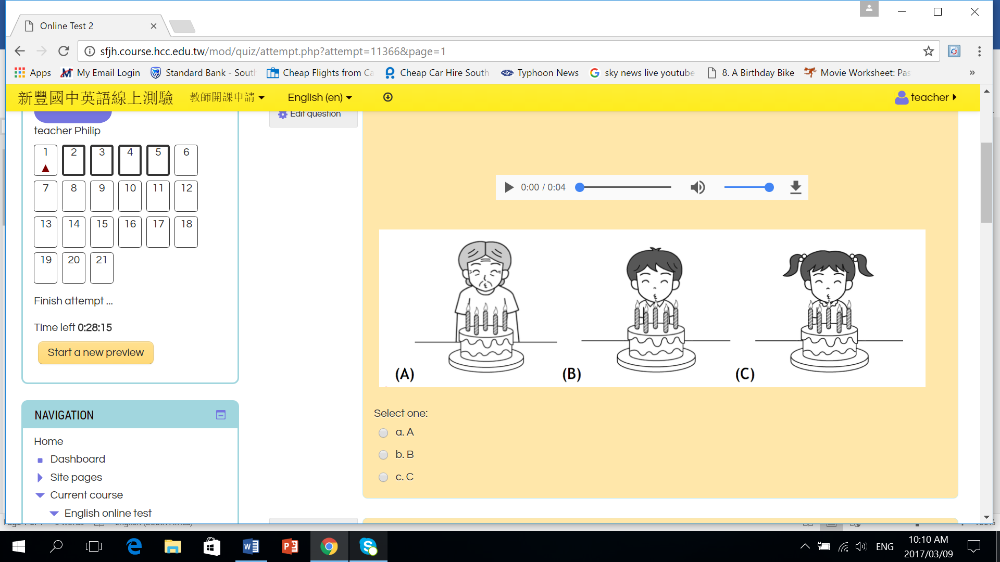 Online Test 2
sfjh.course.hcc.edu.tw/mod/quiz/attempt.php?attempt=11366&page=1
Apps My Email Login Standard Bank - Sout Cheap Flights from Ca Cheap Car Hire South Typhoon News sky news live youtube 8. A Birthday Bike Movie Worksheet: Pas »
新豐國中英語線上測驗 教師開課申請 English (en) teacher
Edit question
teacher Philip
1 2 3 4 5 6
7 8 9 10 11 12
13 14 15 16 17 18
19 20 21
Finish attempt ...
Time left 0:28:15
Start a new preview
NAVIGATION
Home
Dashboard
Site pages
Current course
English online test
0:00 / 0:04
(A) (B) (C)
Select one:
a. A
b. B
c. C
ENG
10:10 AM
2017/03/09